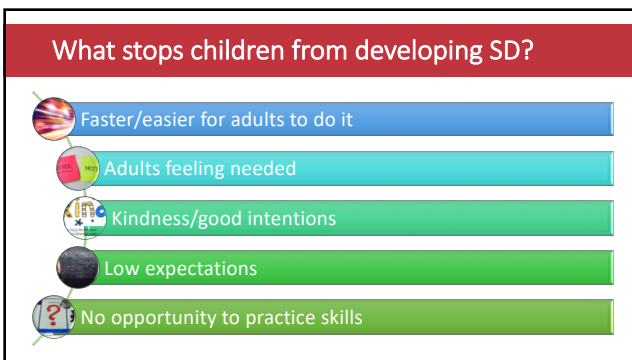 What stops children from developing SD?
Faster/easier for adults to do it
Adults feeling needed
Kindness/good intentions
Low expectations
No opportunity to practice skills